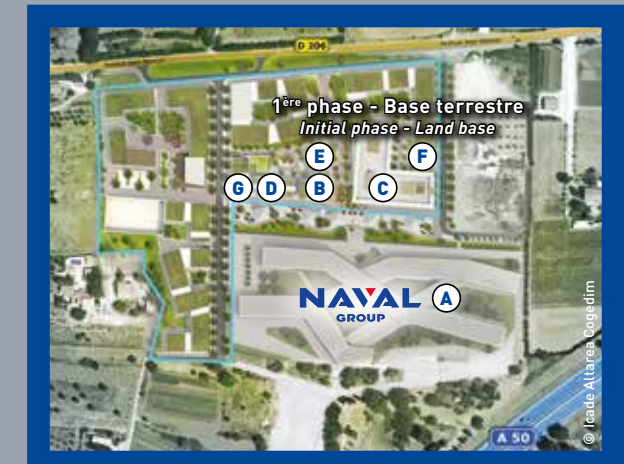 D 206
1ère phase - Base terrestre
Initial phase - Land base
E
F
G D B C
NAVAL
GROUP
A
A 50
© Icade Altarea Cogedim